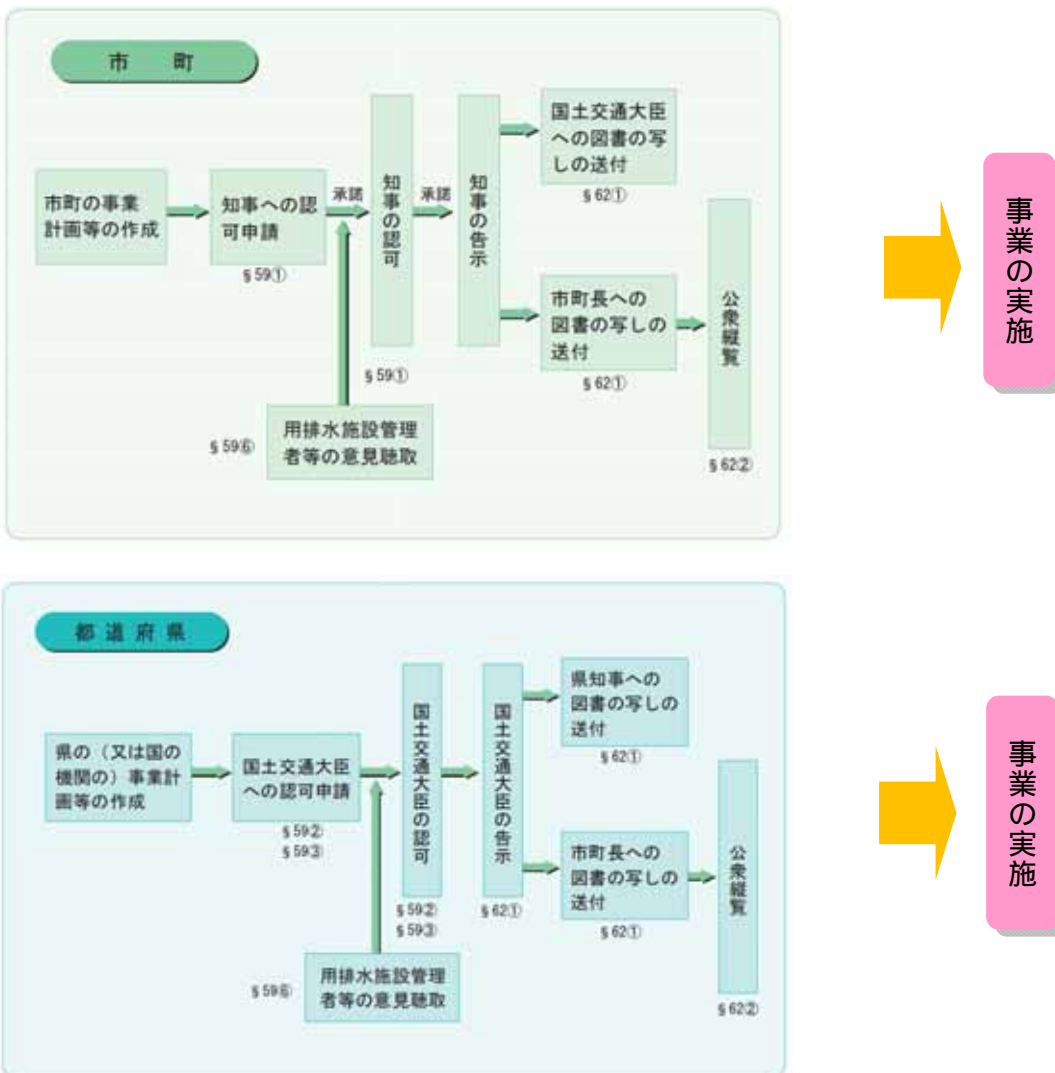 市 町
市町の事業
計画等の作成
知事への認
可申請
§59①
承諾
知事の認可
§59①
承諾
知事の告示
国土交通大臣
への図書の写
しの送付
§62①
市町長への
図書の写しの
送付
§62①
公衆縦覧
§62②
§59⑥
用排水施設管理
者等の意見聴取
事業の実施
都道府県
県の（又は国の
機関の）事業計
画等の作成
国土交通大臣
への認可申請
§59②
§59③
国土交通大臣の認可
§59②
§59③
国土交通大臣の告示
§62①
県知事への
図書の写しの
送付
§62①
市町長への
図書の写しの
送付
§62①
公衆縦覧
§62②
§59⑥
用排水施設管理
者等の意見聴取
事業の実施